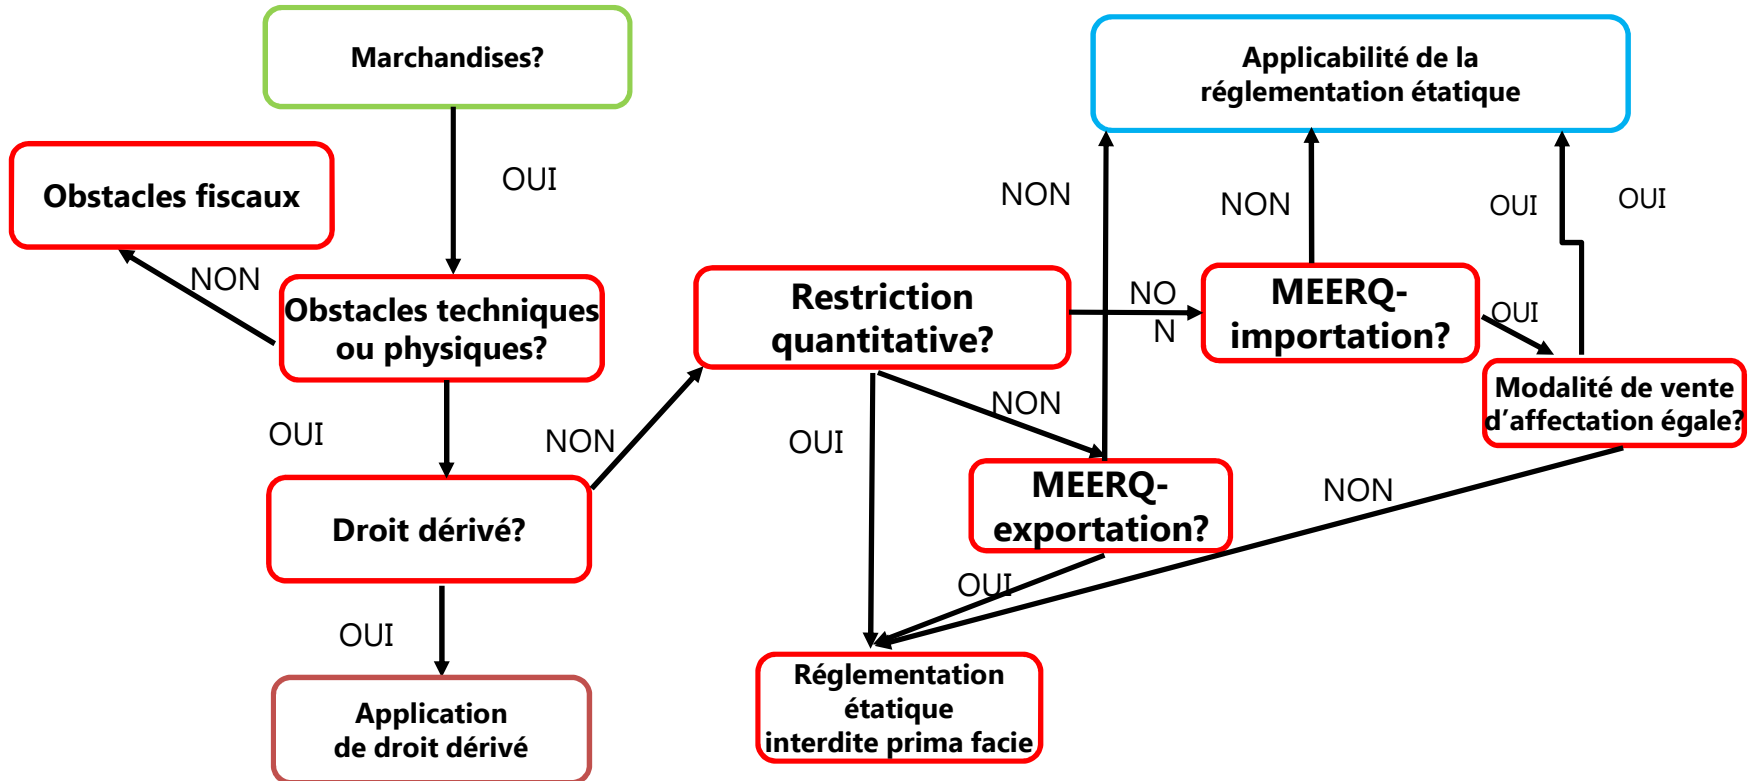 Marchandises?
Applicabilité de la
réglementation étatique
OUI
Obstacles fiscaux
NON
Obstacles techniques
ou physiques?
NON
NON
OUI
OUI
Restriction
quantitative?
NO
N
MEERQ-
importation?
OUI
Modalité de vente
d'affectation égale?
OUI
NON
OUI
NON
NON
Droit dérivé?
MEERQ-
exportation?
OUI
OUI
Application
de droit dérivé
Réglementation
étatique
interdite prima facie